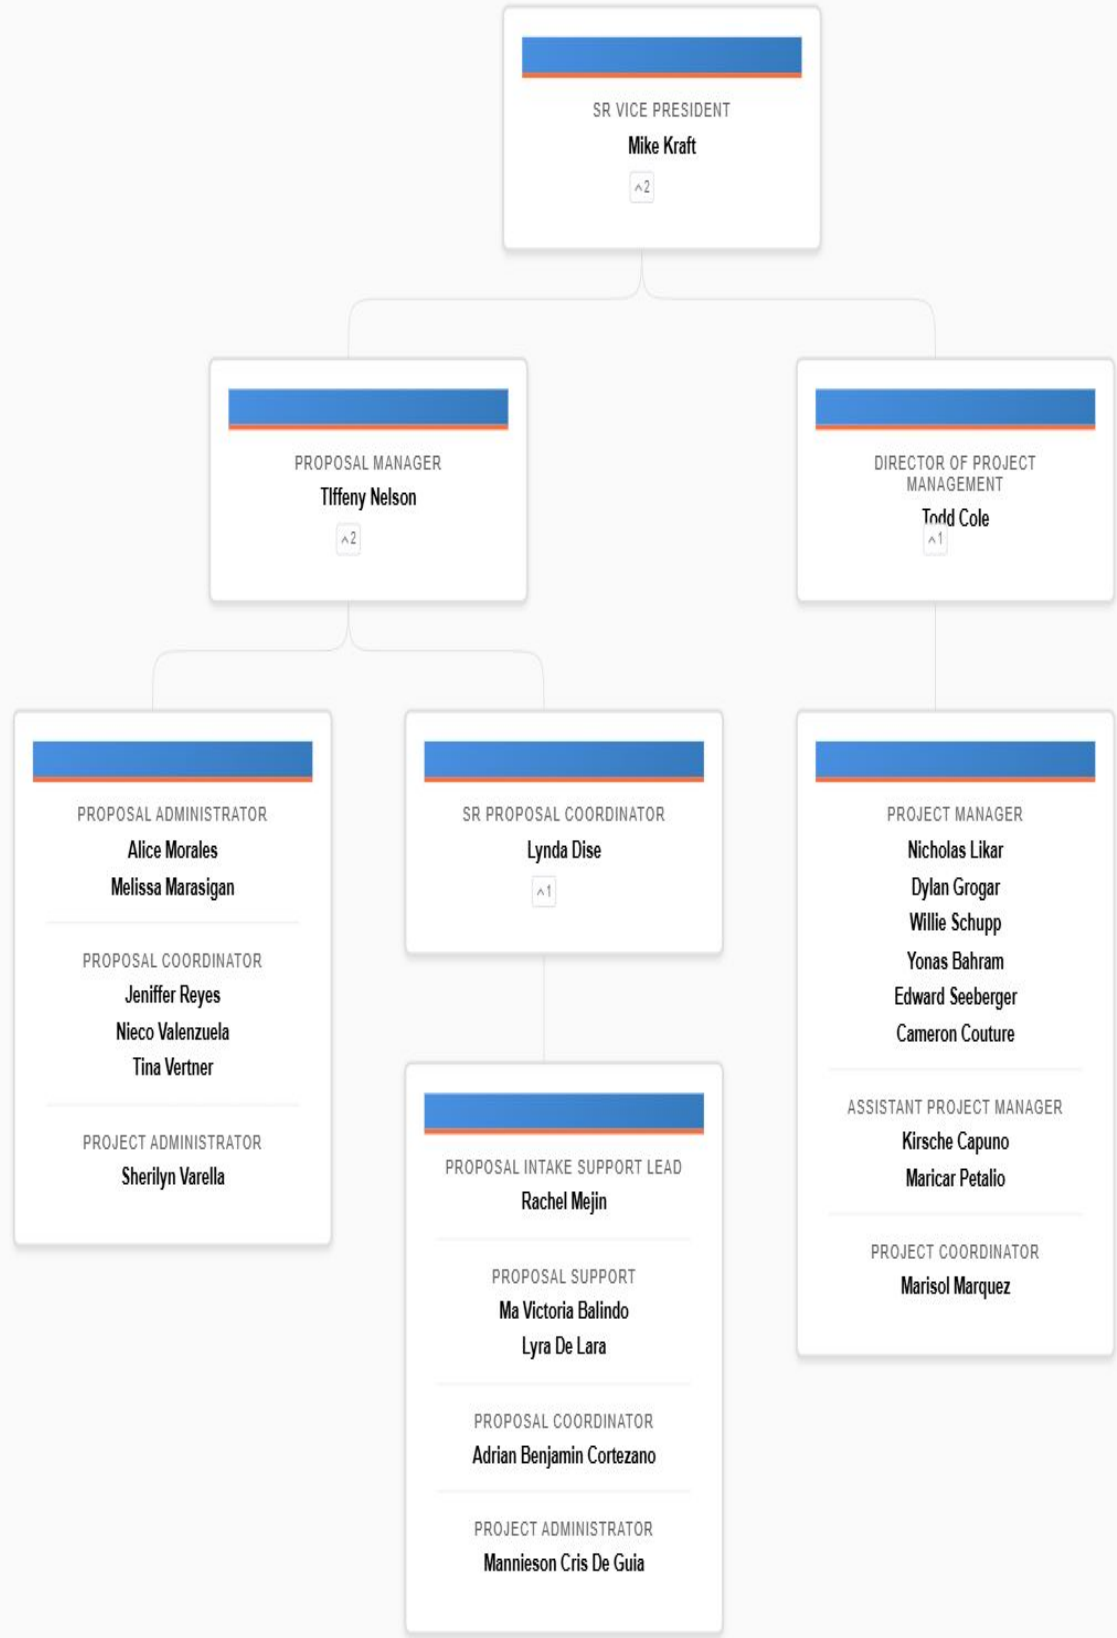 SR VICE PRESIDENT
Mike Kraft
2
PROPOSAL MANAGER
TIffeny Nelson
2
DIRECTOR OF PROJECT
MANAGEMENT
Todd Cole
1
PROPOSAL ADMINISTRATOR
Alice Morales
Melissa Marasigan
PROPOSAL COORDINATOR
Jeniffer Reyes
Nieco Valenzuela
Tina Vertner
PROJECT ADMINISTRATOR
Sherilyn Varella
SR PROPOSAL COORDINATOR
Lynda Dise
1
PROPOSAL INTAKE SUPPORT LEAD
Rachel Mejin
PROPOSAL SUPPORT
Ma Victoria Balindo
Lyra De Lara
PROPOSAL COORDINATOR
Adrian Benjamin Cortezano
PROJECT ADMINISTRATOR
Mannieson Cris De Guia
PROJECT MANAGER
Nicholas Likar
Dylan Grogar
Willie Schupp
Yonas Bahram
Edward Seeberger
Cameron Couture
ASSISTANT PROJECT MANAGER
Kirsche Capuno
Maricar Petalio
PROJECT COORDINATOR
Marisol Marquez